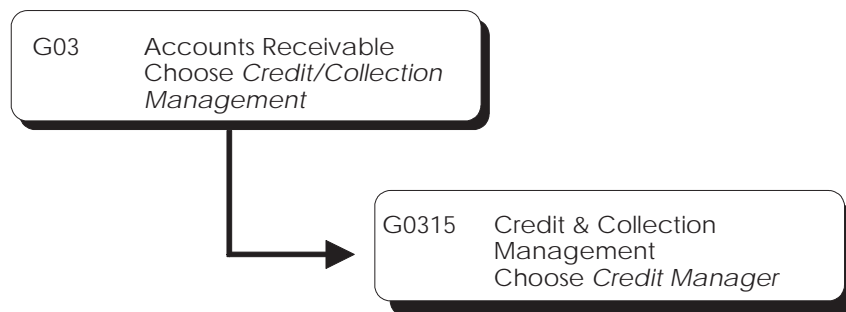 G03 Accounts Receivable
Choose Credit/Collection
Management
G0315 Credit & Collection
Management
Choose Credit Manager